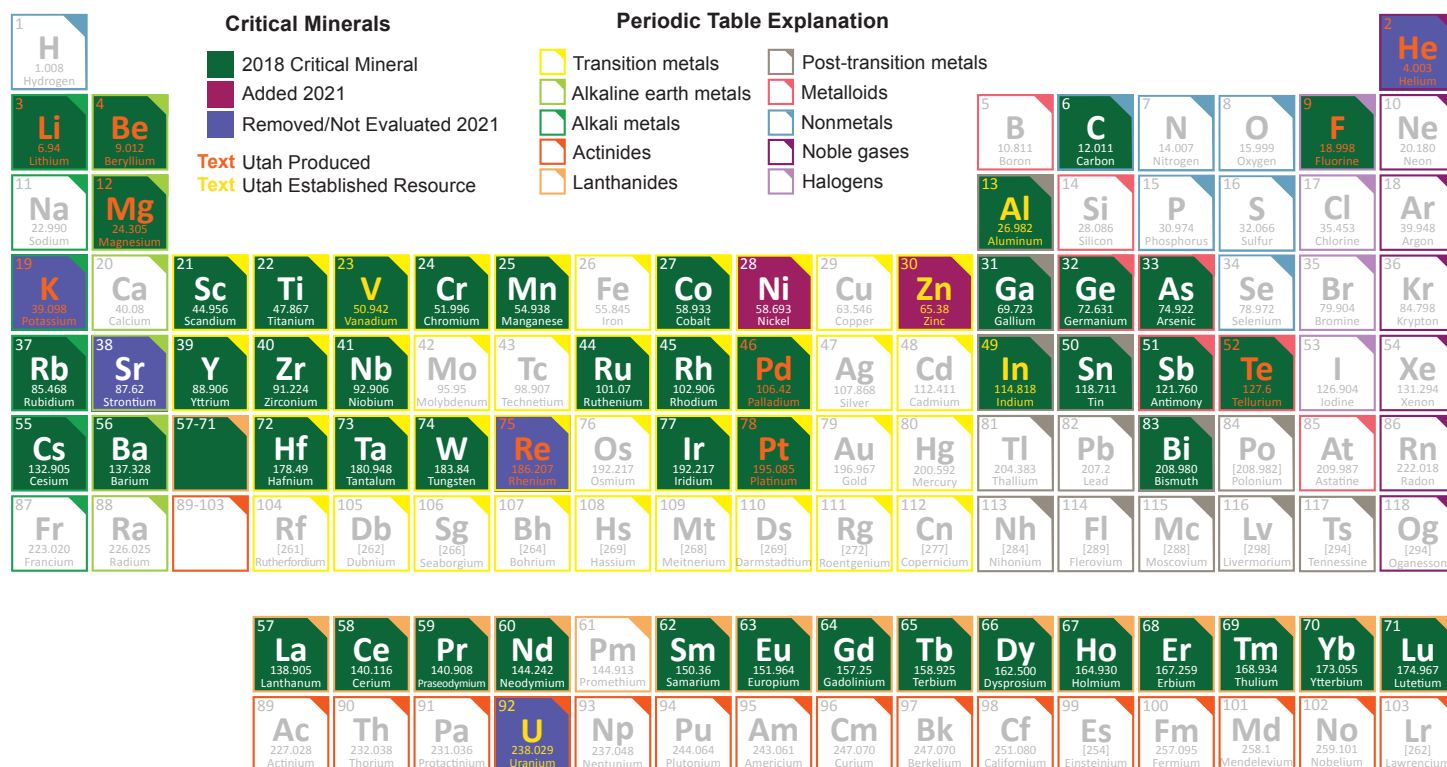 Critical Minerals
2018 Critical Mineral
Added 2021
Removed/Not Evaluated 2021
Text Utah Produced
Text Utah Established Resource
Periodic Table Explanation
Transition metals
Alkaline earth metals
Alkali metals
Actinides
Lanthanides
Post-transition metals
Metalloids
Nonmetals
Noble gases
Halogens
1
H
1.008
Hydrogen
2
He
4.003
Helium
3
Li
6.94
Lithium
4
Be
9.012
Beryllium
5
B
10.811
Boron
6
C
12.011
Carbon
7
N
14.007
Nitrogen
8
O
15.999
Oxygen
9
F
18.998
Fluorine
10
Ne
20.180
Neon
11
Na
22.990
Sodium
12
Mg
24.305
Magnesium
13
Al
26.982
Aluminum
14
Si
28.086
Silicon
15
P
30.974
Phosphorus
16
S
32.066
Sulfur
17
Cl
35.453
Chlorine
18
Ar
39.948
Argon
19
K
39.098
Potassium
20
Ca
40.08
Calcium
21
Sc
44.956
Scandium
22
Ti
47.867
Titanium
23
V
50.942
Vanadium
24
Cr
51.996
Chromium
25
Mn
54.938
Manganese
26
Fe
55.845
Iron
27
Co
58.933
Cobalt
28
Ni
58.693
Nickel
29
Cu
63.546
Copper
30
Zn
65.38
Zinc
31
Ga
69.723
Gallium
32
Ge
72.631
Germanium
33
As
74.922
Arsenic
34
Se
78.972
Selenium
35
Br
79.904
Bromine
36
Kr
84.798
Krypton
37
Rb
85.468
Rubidium
38
Sr
87.62
Strontium
39
Y
88.906
Yttrium
40
Zr
91.224
Zirconium
41
Nb
92.906
Niobium
42
Mo
95.95
Molybdenum
43
Tc
98.907
Technetium
44
Ru
101.07
Ruthenium
45
Rh
102.906
Rhodium
46
Pd
106.42
Palladium
47
Ag
107.868
Silver
48
Cd
112.411
Cadmium
49
In
114.818
Indium
50
Sn
118.711
Tin
51
Sb
121.760
Antimony
52
Te
127.6
Tellurium
53
I
126.904
Iodine
54
Xe
131.294
Xenon
55
Cs
132.905
Cesium
56
Ba
137.328
Barium
57-71
72
Hf
178.49
Hafnium
73
Ta
180.948
Tantalum
74
W
183.84
Tungsten
75
Re
186.207
Rhenium
76
Os
192.217
Osmium
77
Ir
192.217
Iridium
78
Pt
195.085
Platinum
79
Au
196.967
Gold
80
Hg
200.592
Mercury
81
Tl
204.383
Thallium
82
Pb
207.2
Lead
83
Bi
208.980
Bismuth
84
Po
[208.982]
Polonium
85
At
209.987
Astatine
86
Rn
222.018
Radon
87
Fr
223.020
Francium
88
Ra
226.025
Radium
89-103
104
Rf
[261]
Rutherfordium
105
Db
[262]
Dubnium
106
Sg
[266]
Seaborgium
107
Bh
[264]
Bohrium
108
Hs
[269]
Hassium
109
Mt
[268]
Meitnerium
110
Ds
[269]
Darmstadtium
111
Rg
[272]
Roentgenium
112
Cn
[277]
Copernicium
113
Nh
[284]
Nihonium
114
Fl
[289]
Flerovium
115
Mc
[288]
Moscovium
116
Lv
[298]
Livermorium
117
Ts
[294]
Tennessine
118
Og
[294]
Oganesson
57
La
138.905
Lanthanum
58
Ce
140.116
Cerium
59
Pr
140.908
Praseodymium
60
Nd
144.242
Neodymium
61
Pm
144.913
Promethium
62
Sm
150.36
Samarium
63
Eu
151.964
Europium
64
Gd
157.25
Gadolinium
65
Tb
158.925
Terbium
66
Dy
162.500
Dysprosium
67
Ho
164.930
Holmium
68
Er
167.259
Erbium
69
Tm
168.934
Thulium
70
Yb
173.055
Ytterbium
71
Lu
174.967
Lutetium
89
Ac
227.028
Actinium
90
Th
232.038
Thorium
91
Pa
231.036
Protactinium
92
U
238.029
Uranium
93
Np
237.048
Neptunium
94
Pu
244.064
Plutonium
95
Am
243.061
Americium
96
Cm
247.070
Curium
97
Bk
247.070
Berkelium
98
Cf
251.080
Californium
99
Es
[254]
Einsteinium
100
Fm
257.095
Fermium
101
Md
258.1
Mendelevium
102
No
259.101
Nobelium
103
Lr
[262]
Lawrencium